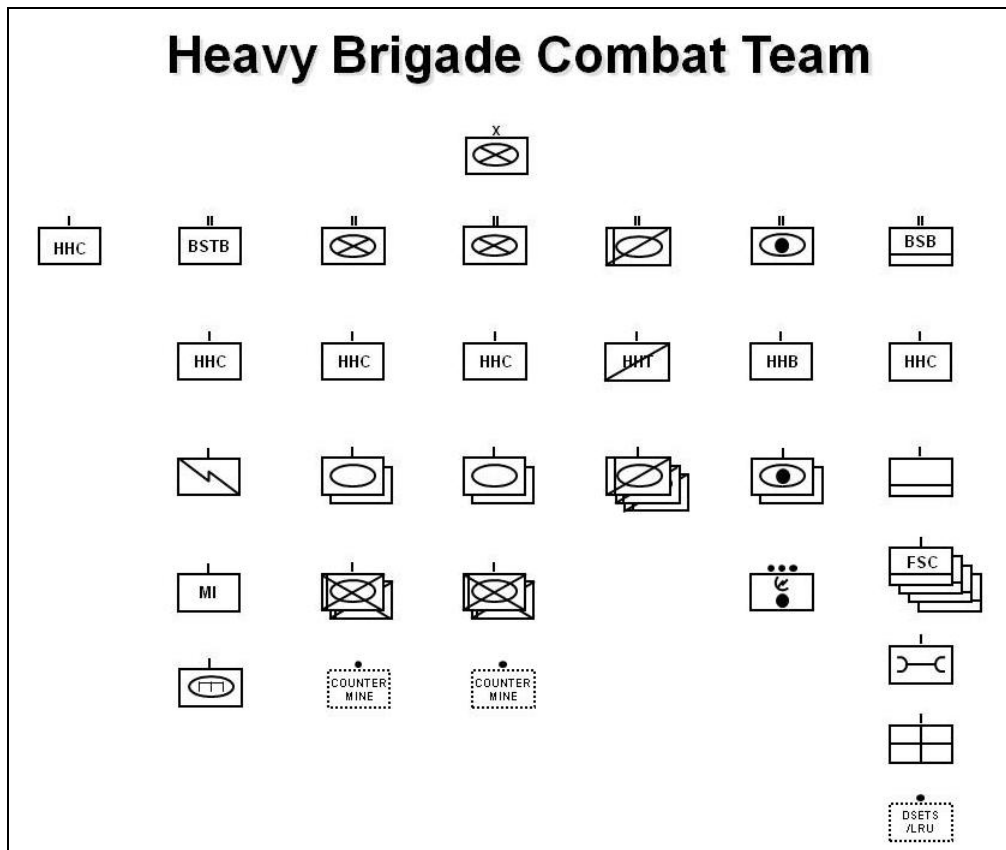 Heavy Brigade Combat Team
X
I
II
II
II
II
II
II
HHC
BSTB
BSB
I
I
I
I
I
I
HHC
HHC
HHC
HHT
HHB
HHC
I
I
I
I
I
I
I
I
I
I
MI
FSC
I
I
COUNTER
MINE
COUNTER
MINE
I
DSETS
/LRU